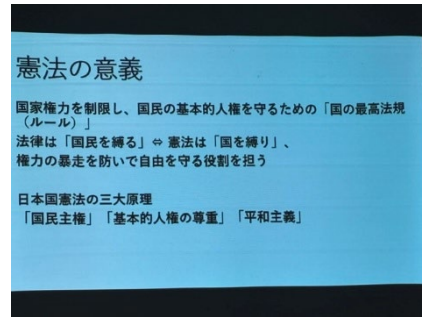 憲法の意義
国家権力を制限し、国民の基本的人権を守るための「国の最高法規
（ルール）」
法律は「国民を縛る」⇔ 憲法は「国を縛り」、
権力の暴走を防いで自由を守る役割を担う
日本国憲法の三大原理
「国民主権」「基本的人権の尊重」「平和主義」